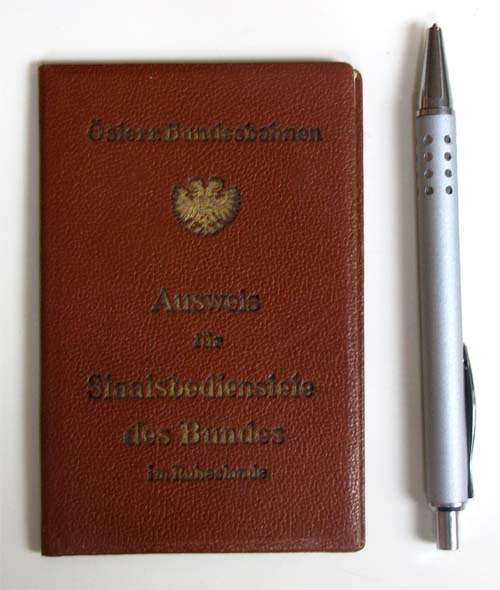 Österr. Bundesbahnen
Ausweis
für
Staatsbedienstete
des Bundes
im Ruhestande